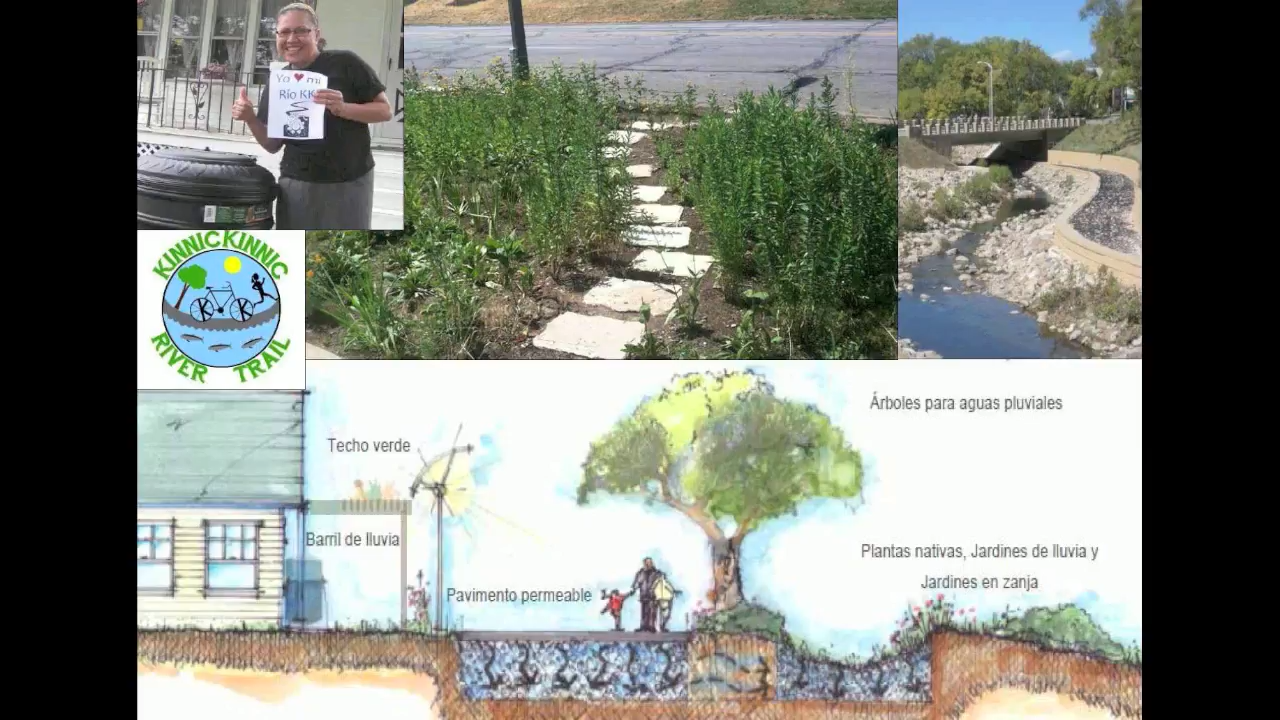 Yo ♥ mi
Río KK
KINNICKINNIC
RIVER TRAIL
Árboles para aguas pluviales
Techo verde
Barril de lluvia
Plantas nativas, Jardines de lluvia y
Jardines en zanja
Pavimento permeable